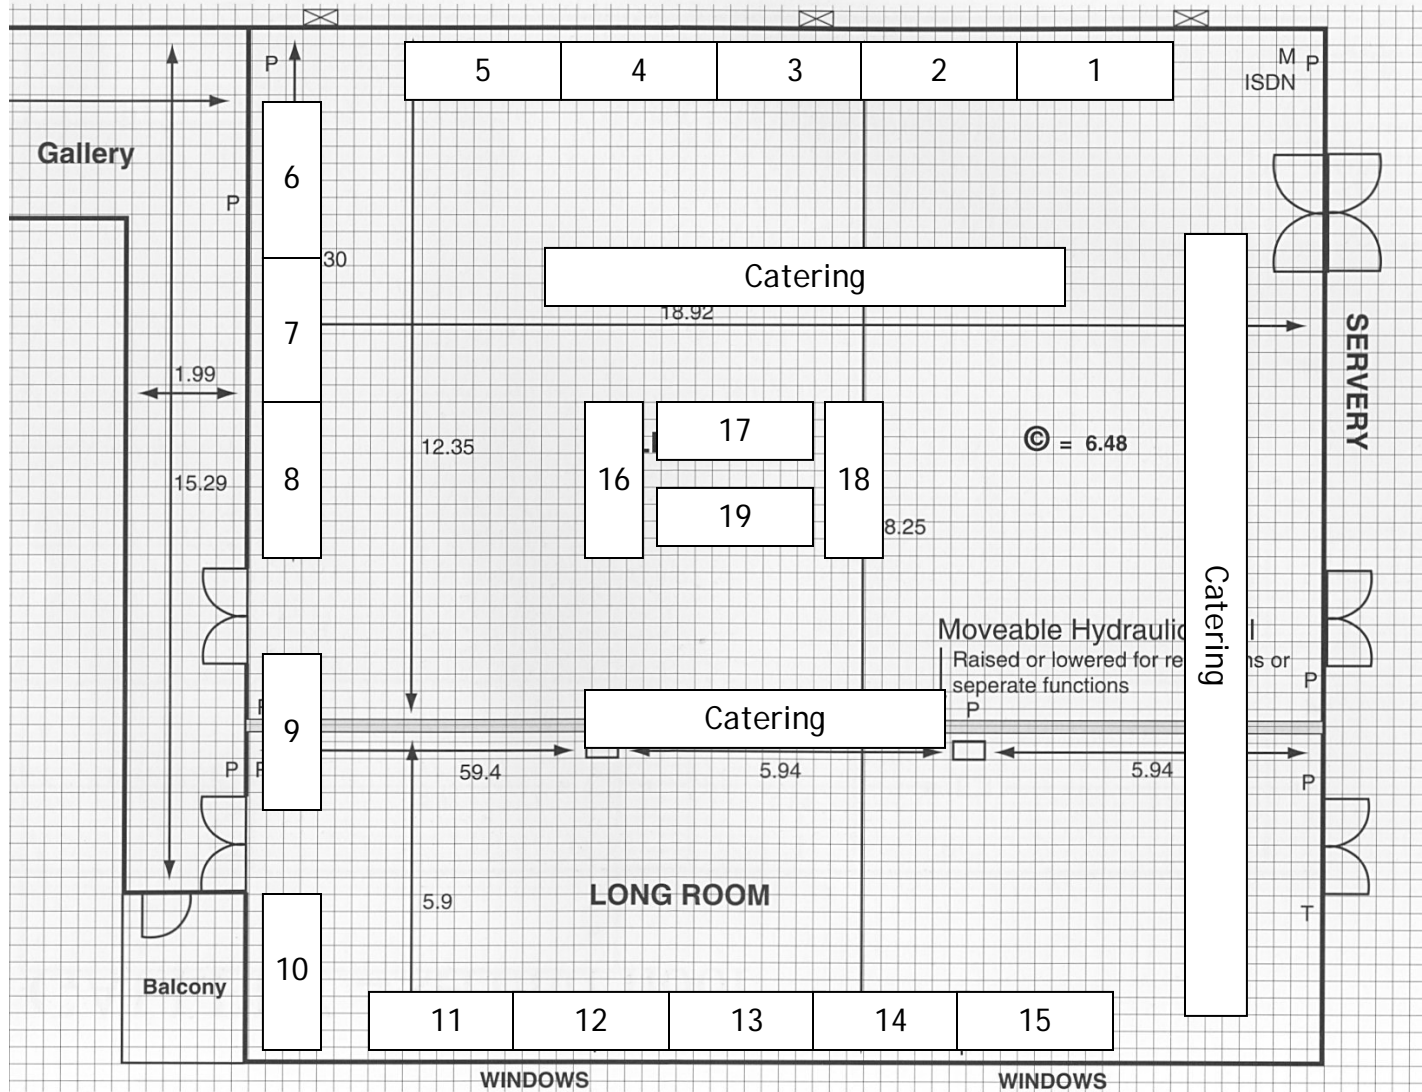 5
4
3
2
1
M
P
ISDN
P
Gallery
6
P
30
Catering
18.92
7
1.99
SERVERY
12.35
17
© = 6.48
15.29
8
16
18
19
8.25
Catering
Moveable Hydraulic
Raised or lowered for
seperate functions
or
P
P
9
Catering
P
59.4
5.94
5.94
P
LONG ROOM
5.9
T
10
Balcony
11
12
13
14
15
WINDOWS
WINDOWS